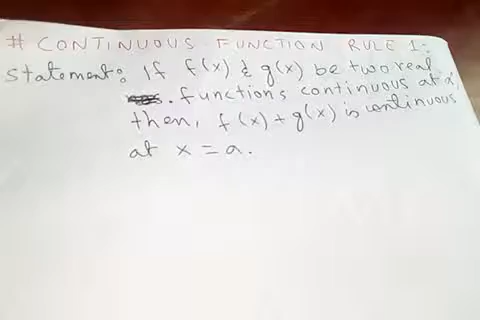 # CONTINUOUS FUNCTION RULE 1:
Statement: If f(x) & g(x) be two real
. functions continuous at 'a'
then, f(x) + g(x) is continuous
at x = a.